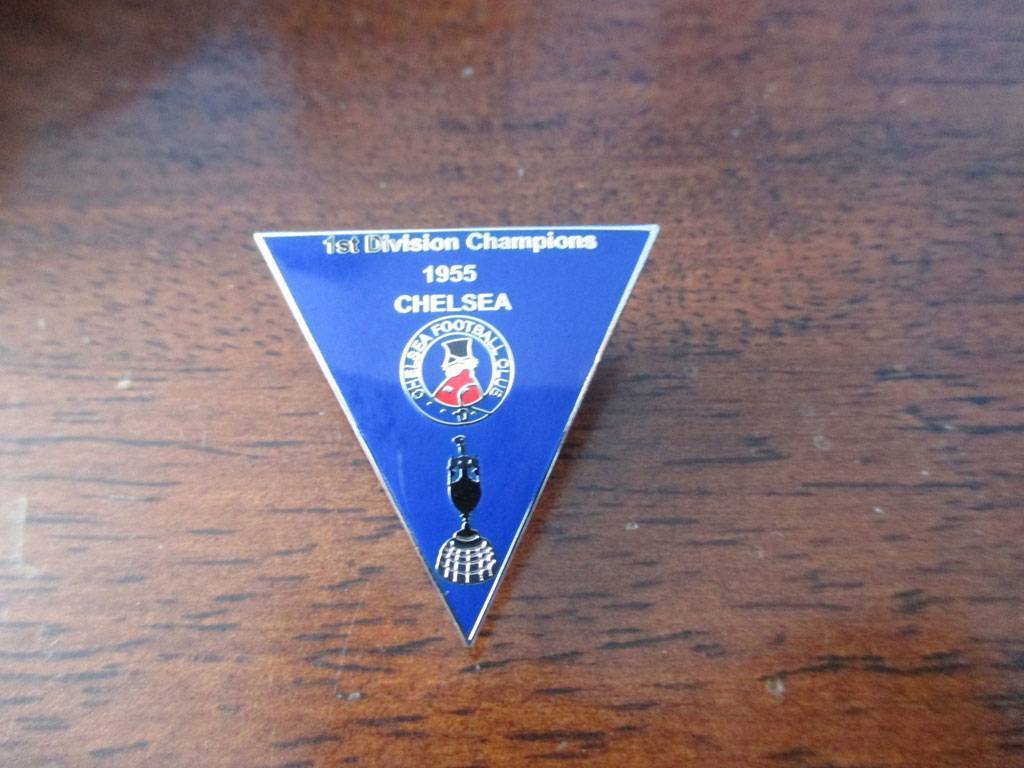 1st Division Champions
1955
CHELSEA
CHELSEA FOOTBALL CLUB